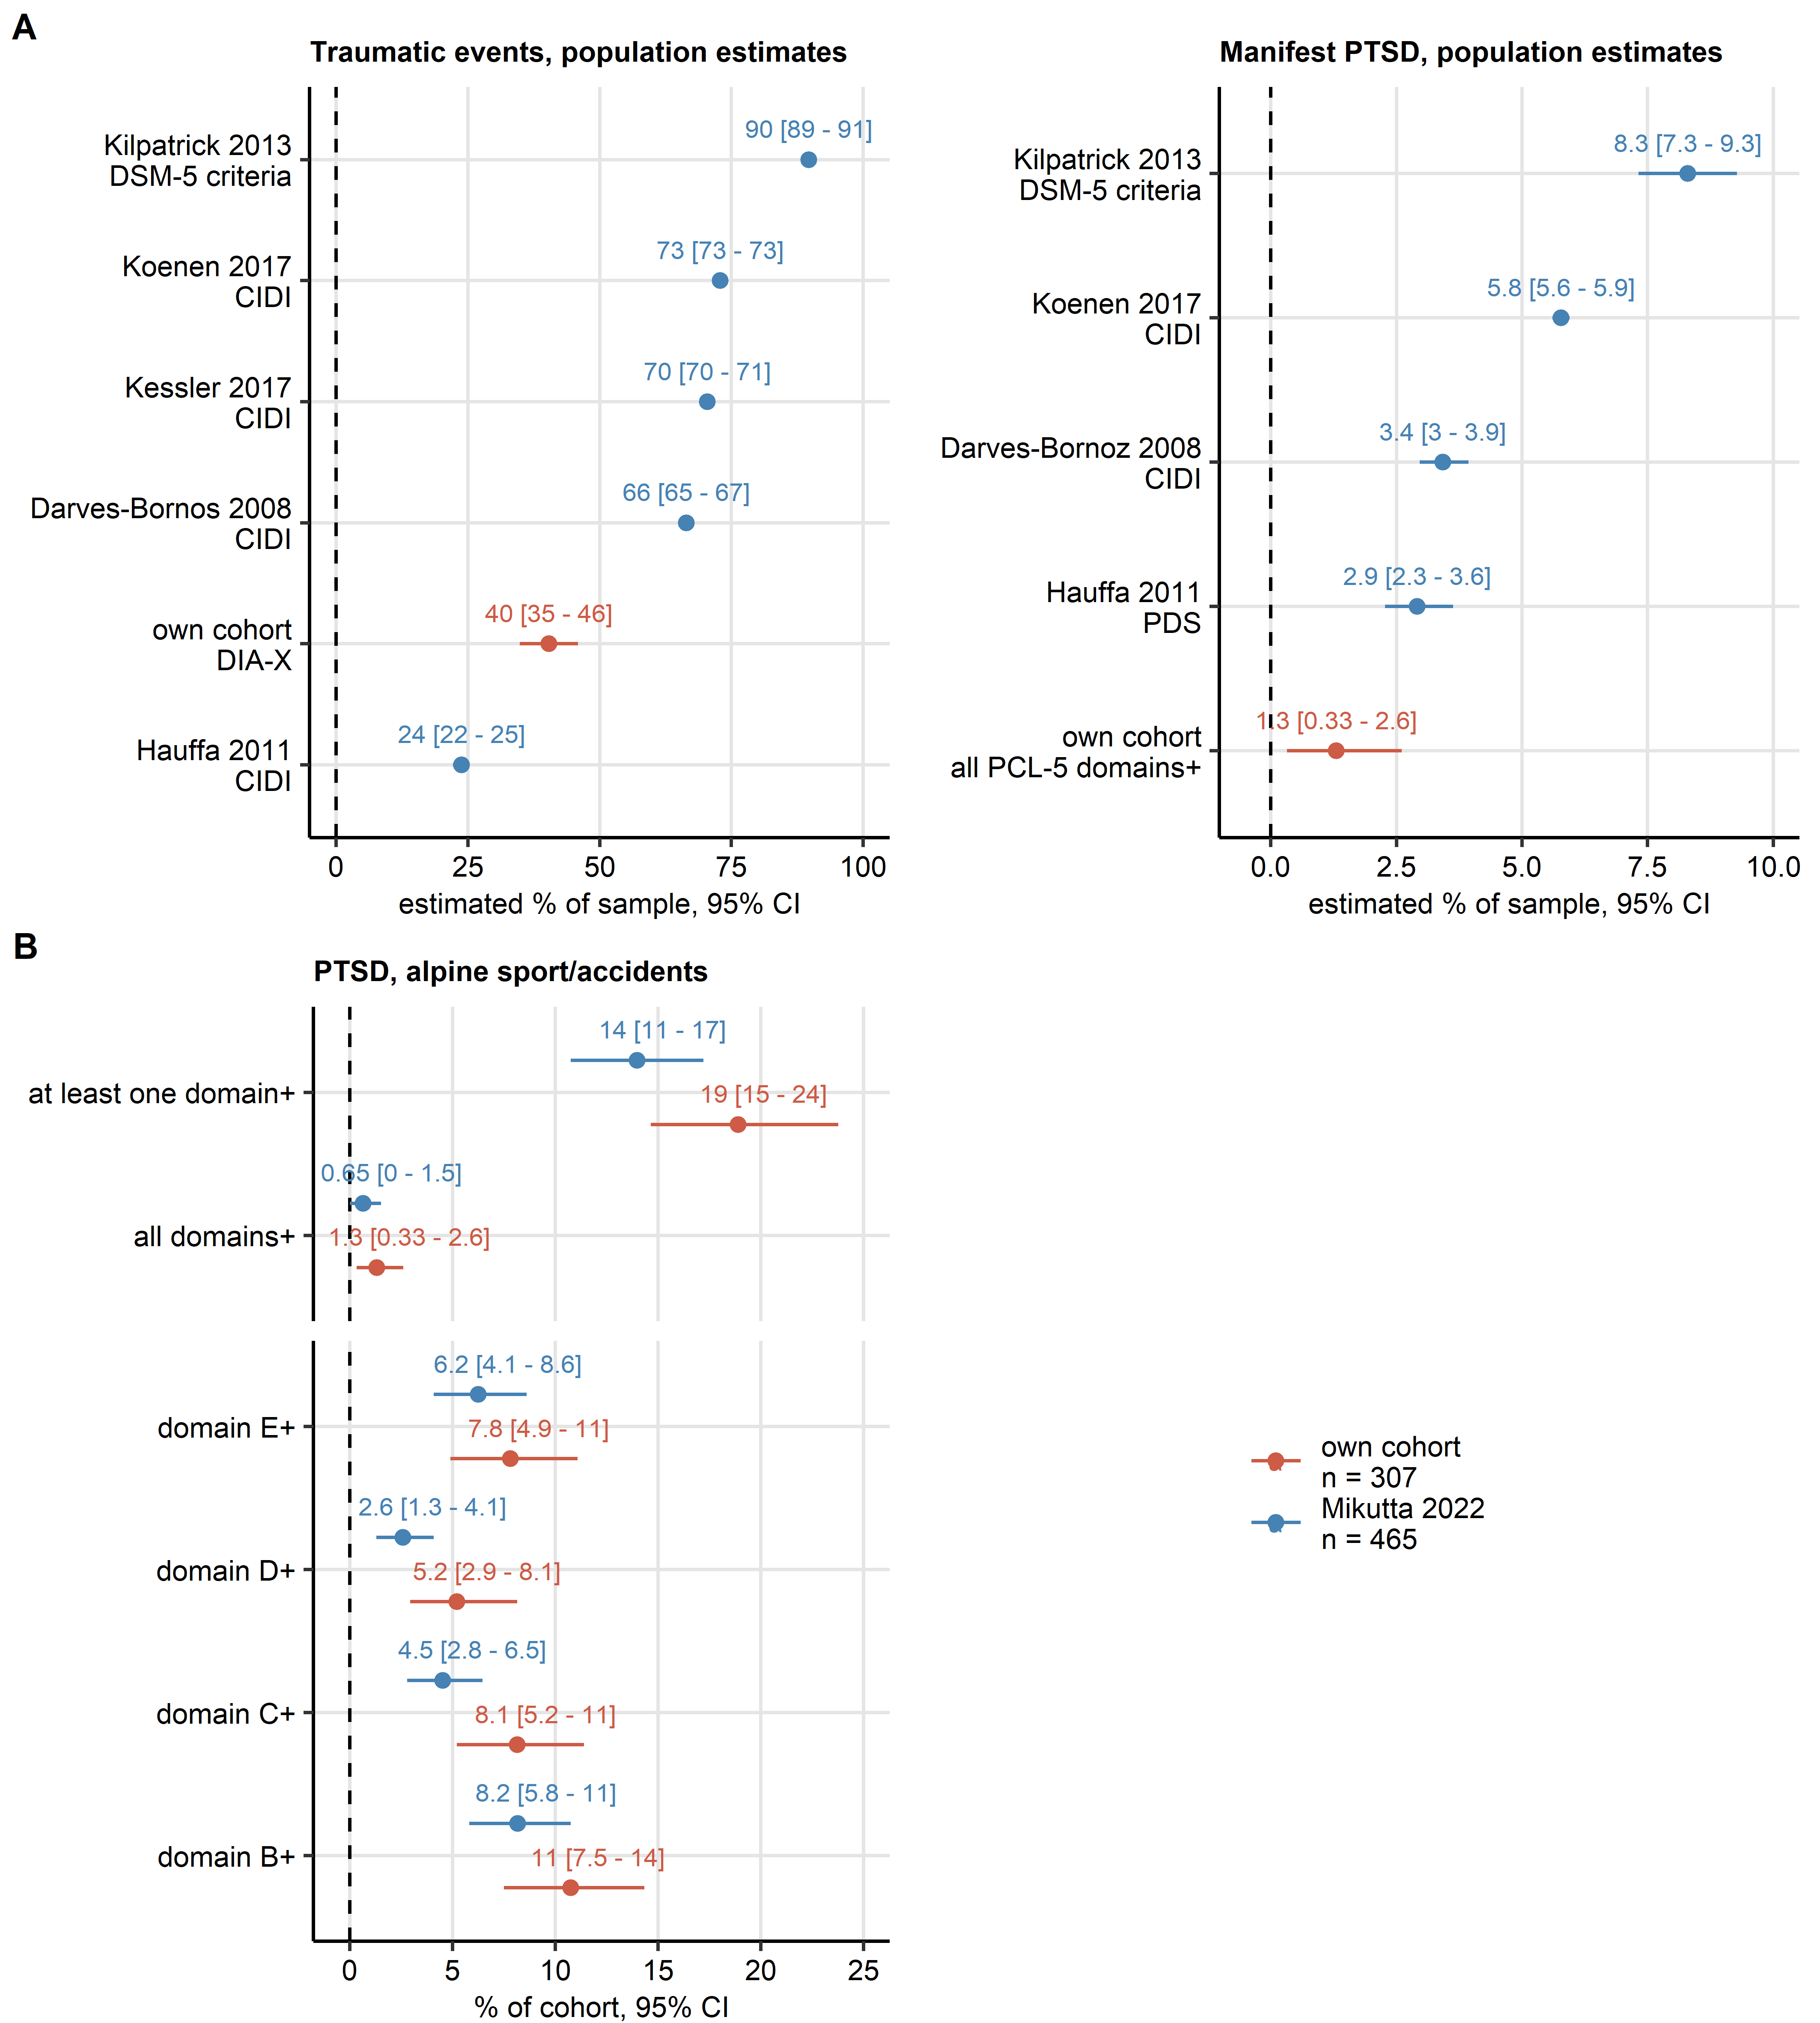 A
Traumatic events, population estimates
Kilpatrick 2013
DSM-5 criteria
90 [89 - 91]
Koenen 2017
CIDI
73 [73 - 73]
Kessler 2017
CIDI
70 [70 - 71]
Darves-Bornos 2008
CIDI
66 [65 - 67]
own cohort
DIA-X
40 [35 - 46]
Hauffa 2011
CIDI
24 [22 - 25]
0 25 50 75 100
estimated % of sample, 95% CI
Manifest PTSD, population estimates
Kilpatrick 2013
DSM-5 criteria
8.3 [7.3 - 9.3]
Koenen 2017
CIDI
5.8 [5.6 - 5.9]
Darves-Bornoz 2008
CIDI
3.4 [3 - 3.9]
Hauffa 2011
PDS
2.9 [2.3 - 3.6]
own cohort
all PCL-5 domains+
1.3 [0.33 - 2.6]
0.0 2.5 5.0 7.5 10.0
estimated % of sample, 95% CI
B
PTSD, alpine sport/accidents
14 [11 - 17]
at least one domain+
19 [15 - 24]
0.65 [0 - 1.5]
all domains+
1.3 [0.33 - 2.6]
6.2 [4.1 - 8.6]
domain E+
7.8 [4.9 - 11]
2.6 [1.3 - 4.1]
domain D+
5.2 [2.9 - 8.1]
4.5 [2.8 - 6.5]
domain C+
8.1 [5.2 - 11]
8.2 [5.8 - 11]
domain B+
11 [7.5 - 14]
0 5 10 15 20 25
% of cohort, 95% CI
own cohort
n = 307
Mikutta 2022
n = 465